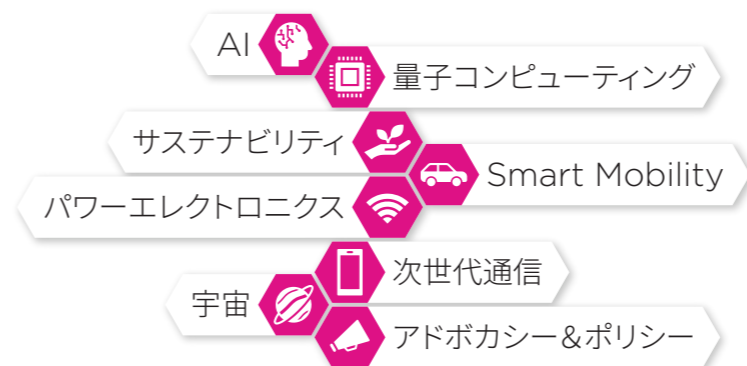 AI
量子コンピューティング
サステナビリティ
Smart Mobility
パワーエレクトロニクス
次世代通信
宇宙
アドボカシー＆ポリシー